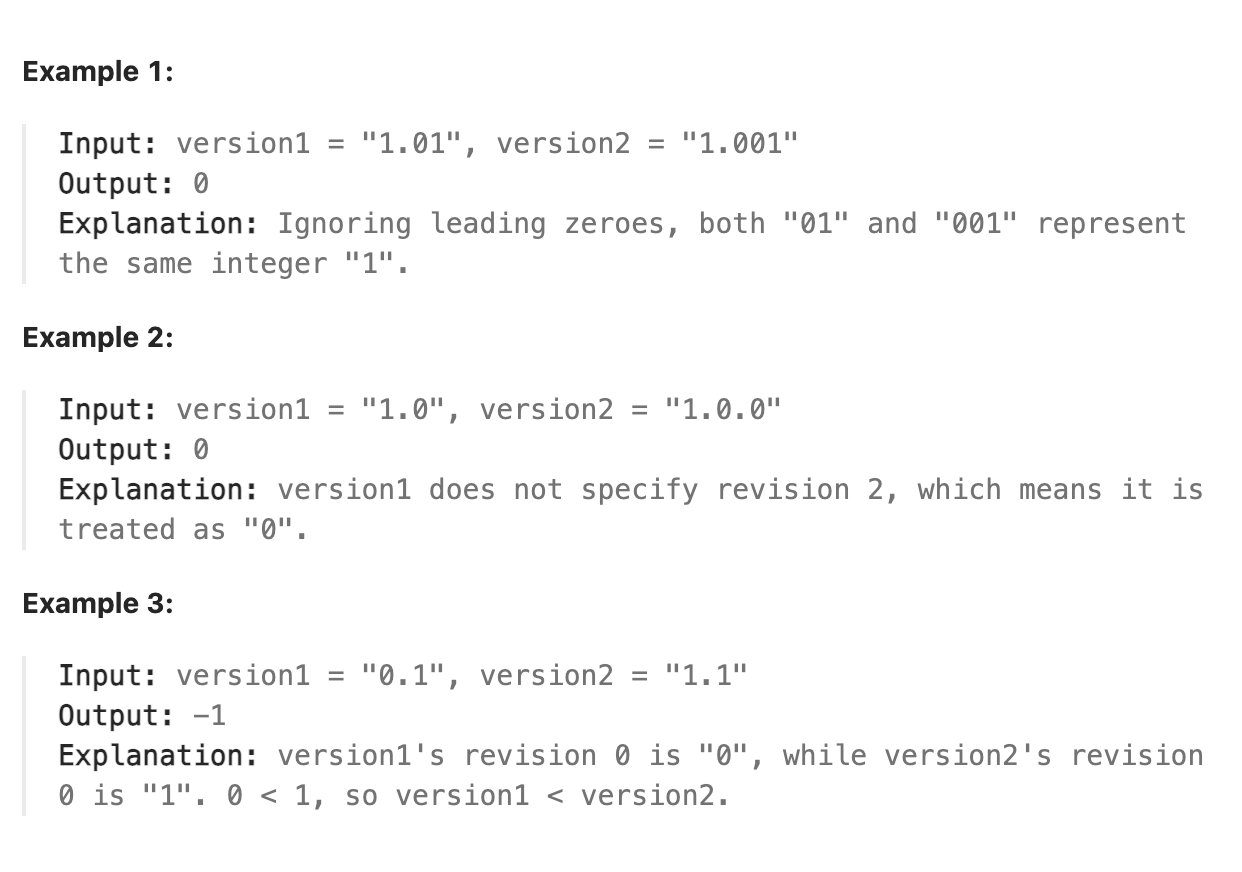 Example 1:
Input: version1 = "1.01", version2 = "1.001"
Output: 0
Explanation: Ignoring leading zeroes, both "01" and "001" represent
the same integer "1".
Example 2:
Input: version1 = "1.0", version2 = "1.0.0"
Output: 0
Explanation: version1 does not specify revision 2, which means it is
treated as "0".
Example 3:
Input: version1 = "0.1", version2 = "1.1"
Output: -1
Explanation: version1's revision 0 is "0", while version2's revision
0 is "1". 0 < 1, so version1 < version2.